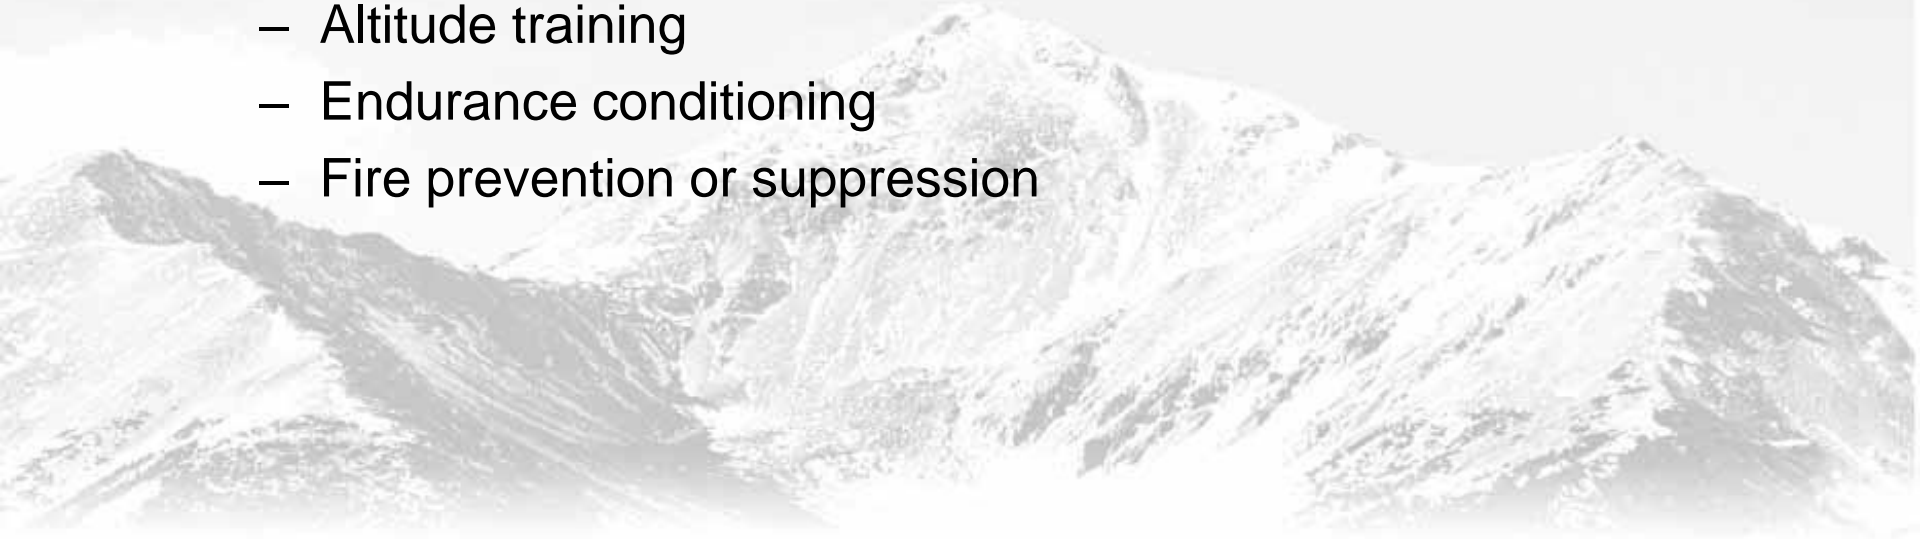 – Altitude training
– Endurance conditioning
– Fire prevention or suppression